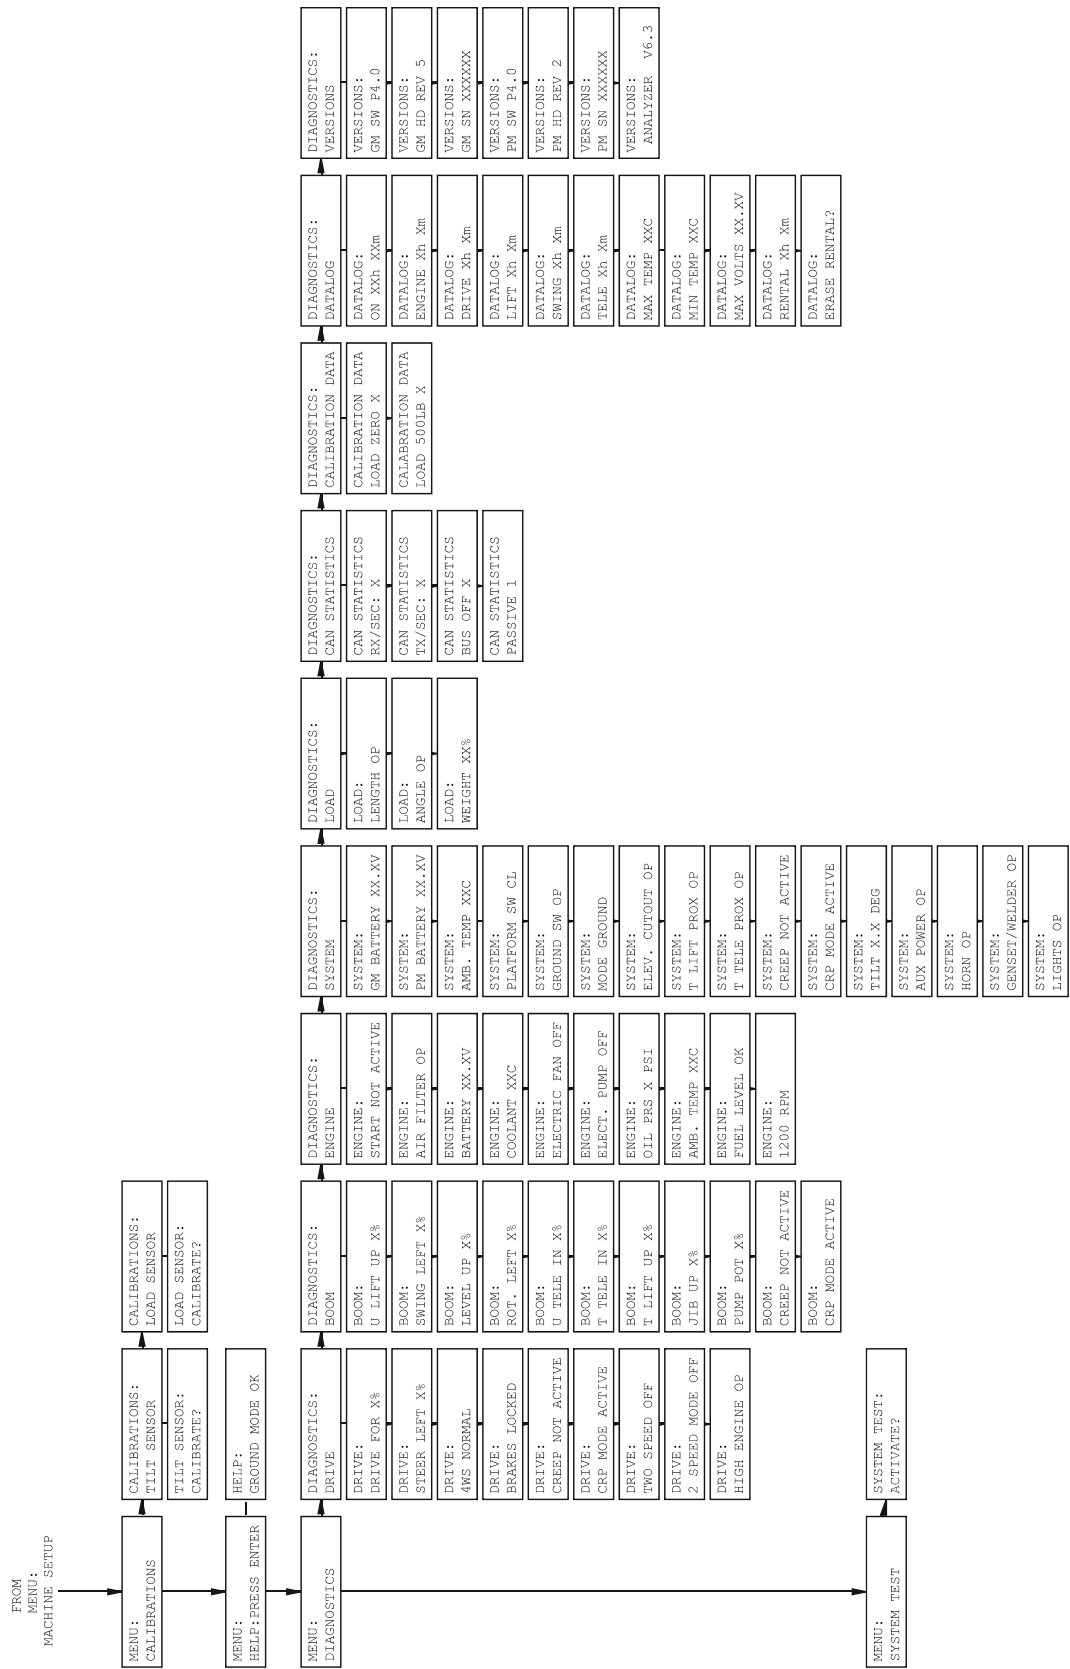 FROM
MENU:
MACHINE SETUP
MENU:
CALIBRATIONS
CALIBRATIONS:
TILT SENSOR
TILT SENSOR:
CALIBRATE?
CALIBRATIONS:
LOAD SENSOR
LOAD SENSOR:
CALIBRATE?
MENU:
HELP:PRESS ENTER
HELP:
GROUND MODE OK
MENU:
DIAGNOSTICS
DIAGNOSTICS:
DRIVE
DRIVE:
DRIVE FOR X%
DRIVE:
STEER LEFT X%
DRIVE:
4WS NORMAL
DRIVE:
BRAKES LOCKED
DRIVE:
CREEP NOT ACTIVE
DRIVE:
CRP MODE ACTIVE
DRIVE:
TWO SPEED OFF
DRIVE:
2 SPEED MODE OFF
DRIVE:
HIGH ENGINE OP
DIAGNOSTICS:
BOOM
BOOM:
U LIFT UP X%
BOOM:
SWING LEFT X%
BOOM:
LEVEL UP X%
BOOM:
ROT. LEFT X%
BOOM:
U TELE IN X%
BOOM:
T TELE IN X%
BOOM:
T LIFT UP X%
BOOM:
JIB UP X%
BOOM:
PUMP POT X%
BOOM:
CREEP NOT ACTIVE
BOOM:
CRP MODE ACTIVE
DIAGNOSTICS:
ENGINE
ENGINE:
START NOT ACTIVE
ENGINE:
AIR FILTER OP
ENGINE:
BATTERY XX.XV
ENGINE:
COOLANT XXC
ENGINE:
ELECTRIC FAN OFF
ENGINE:
ELECT. PUMP OFF
ENGINE:
OIL PRS X PSI
ENGINE:
AMB. TEMP XXC
ENGINE:
FUEL LEVEL OK
ENGINE:
1200 RPM
DIAGNOSTICS:
SYSTEM
SYSTEM:
GM BATTERY XX.XV
SYSTEM:
PM BATTERY XX.XV
SYSTEM:
AMB. TEMP XXC
SYSTEM:
PLATFORM SW CL
SYSTEM:
GROUND SW OP
SYSTEM:
MODE GROUND
SYSTEM:
ELEV. CUTOUT OP
SYSTEM:
T LIFT PROX OP
SYSTEM:
T TELE PROX OP
SYSTEM:
CREEP NOT ACTIVE
SYSTEM:
CRP MODE ACTIVE
SYSTEM:
TILT X.X DEG
SYSTEM:
AUX POWER OP
SYSTEM:
HORN OP
SYSTEM:
GENSET/WELDER OP
SYSTEM:
LIGHTS OP
DIAGNOSTICS:
LOAD
LOAD:
LENGTH OP
LOAD:
ANGLE OP
LOAD:
WEIGHT XX%
DIAGNOSTICS:
CAN STATISTICS
CAN STATISTICS
RX/SEC: X
CAN STATISTICS
TX/SEC: X
CAN STATISTICS
BUS OFF X
CAN STATISTICS
PASSIVE 1
DIAGNOSTICS:
CALIBRATION DATA
CALIBRATION DATA
LOAD ZERO X
CALABRATION DATA
LOAD 500LB X
DIAGNOSTICS:
DATALOG
DATALOG:
ON XXh XXm
DATALOG:
ENGINE Xh Xm
DATALOG:
DRIVE Xh Xm
DATALOG:
LIFT Xh Xm
DATALOG:
SWING Xh Xm
DATALOG:
TELE Xh Xm
DATALOG:
MAX TEMP XXC
DATALOG:
MIN TEMP XXC
DATALOG:
MAX VOLTS XX.XV
DATALOG:
RENTAL Xh Xm
DATALOG:
ERASE RENTAL?
DIAGNOSTICS:
VERSIONS
VERSIONS:
GM SW P4.0
VERSIONS:
GM HD REV 5
VERSIONS:
GM SN XXXXXX
VERSIONS:
PM SW P4.0
VERSIONS:
PM HD REV 2
VERSIONS:
PM SN XXXXXX
VERSIONS:
ANALYZER V6.3
MENU:
SYSTEM TEST
SYSTEM TEST:
ACTIVATE?